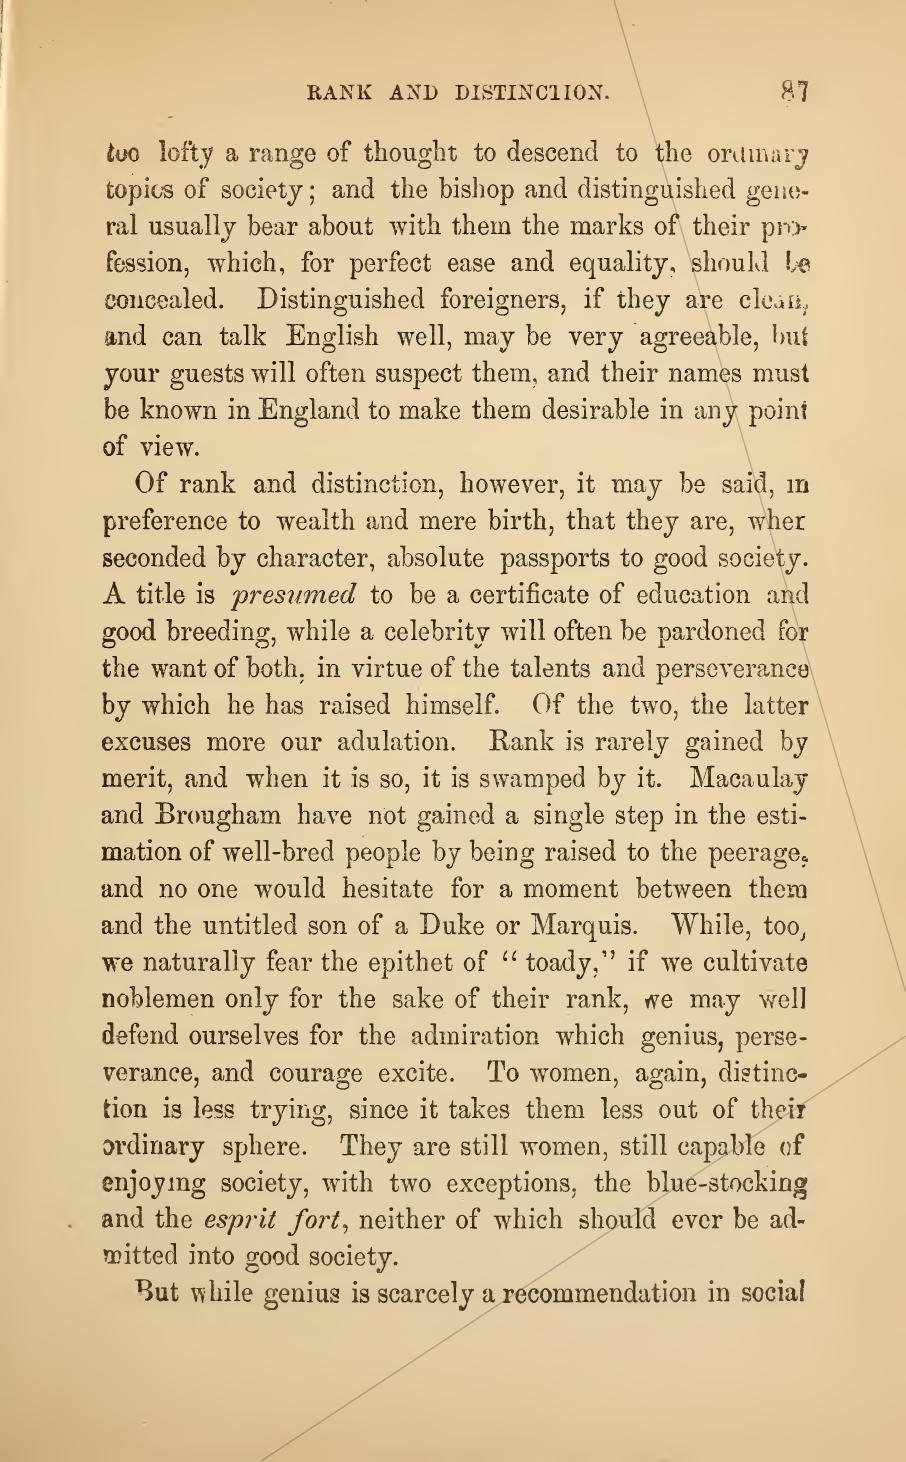 RANK AND DISTINCTION. 87
too lofty a range of thought to descend to the ordinary
topics of society; and the bishop and distinguished gene-
ral usually bear about with them the marks of their pro-
fession, which, for perfect ease and equality, should be
concealed. Distinguished foreigners, if they are clean,
and can talk English well, may be very agreeable, but
your guests will often suspect them, and their names must
be known in England to make them desirable in any point
of view.
Of rank and distinction, however, it may be said, in
preference to wealth and mere birth, that they are, when
seconded by character, absolute passports to good society.
A title is presumed to be a certificate of education and
good breeding, while a celebrity will often be pardoned for
the want of both, in virtue of the talents and perseverance
by which he has raised himself. Of the two, the latter
excuses more our adulation. Rank is rarely gained by
merit, and when it is so, it is swamped by it. Macaulay
and Brougham have not gained a single step in the esti-
mation of well-bred people by being raised to the peerage,
and no one would hesitate for a moment between them
and the untitled son of a Duke or Marquis. While, too,
we naturally fear the epithet of "toady," if we cultivate
noblemen only for the sake of their rank, we may well
defend ourselves for the admiration which genius, perse-
verance, and courage excite. To women, again, distinc-
tion is less trying, since it takes them less out of their
ordinary sphere. They are still women, still capable of
enjoying society, with two exceptions, the blue-stocking
and the esprit fort, neither of which should ever be ad-
mitted into good society.
But while genius is scarcely a recommendation in social